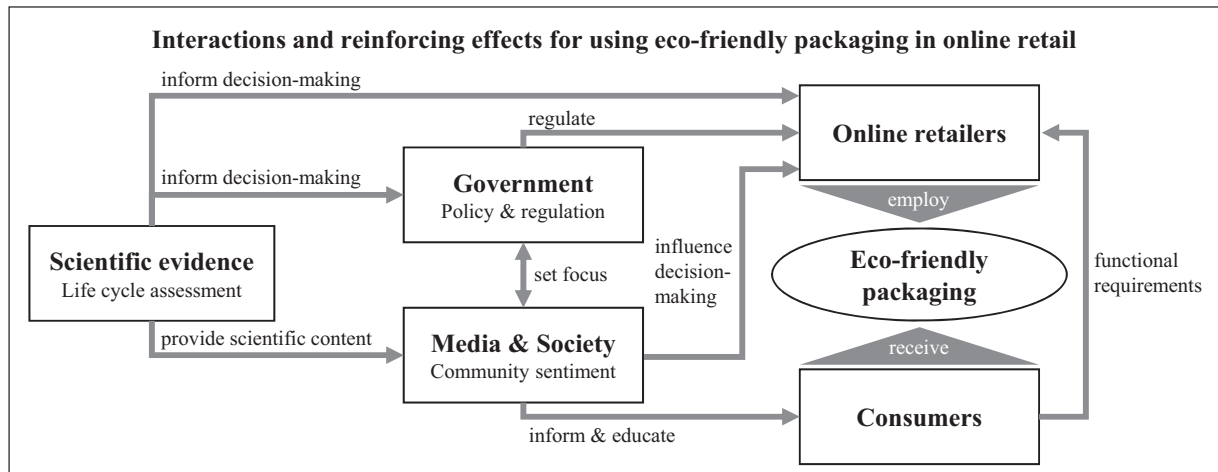 Interactions and reinforcing effects for using eco-friendly packaging in online retail
inform decision-making
regulate
Online retailers
inform decision-making
Government
Policy & regulation
employ
Scientific evidence
Life cycle assessment
set focus
influence
decision-
making
Eco-friendly
packaging
functional
requirements
provide scientific content
Media & Society
Community sentiment
receive
inform & educate
Consumers